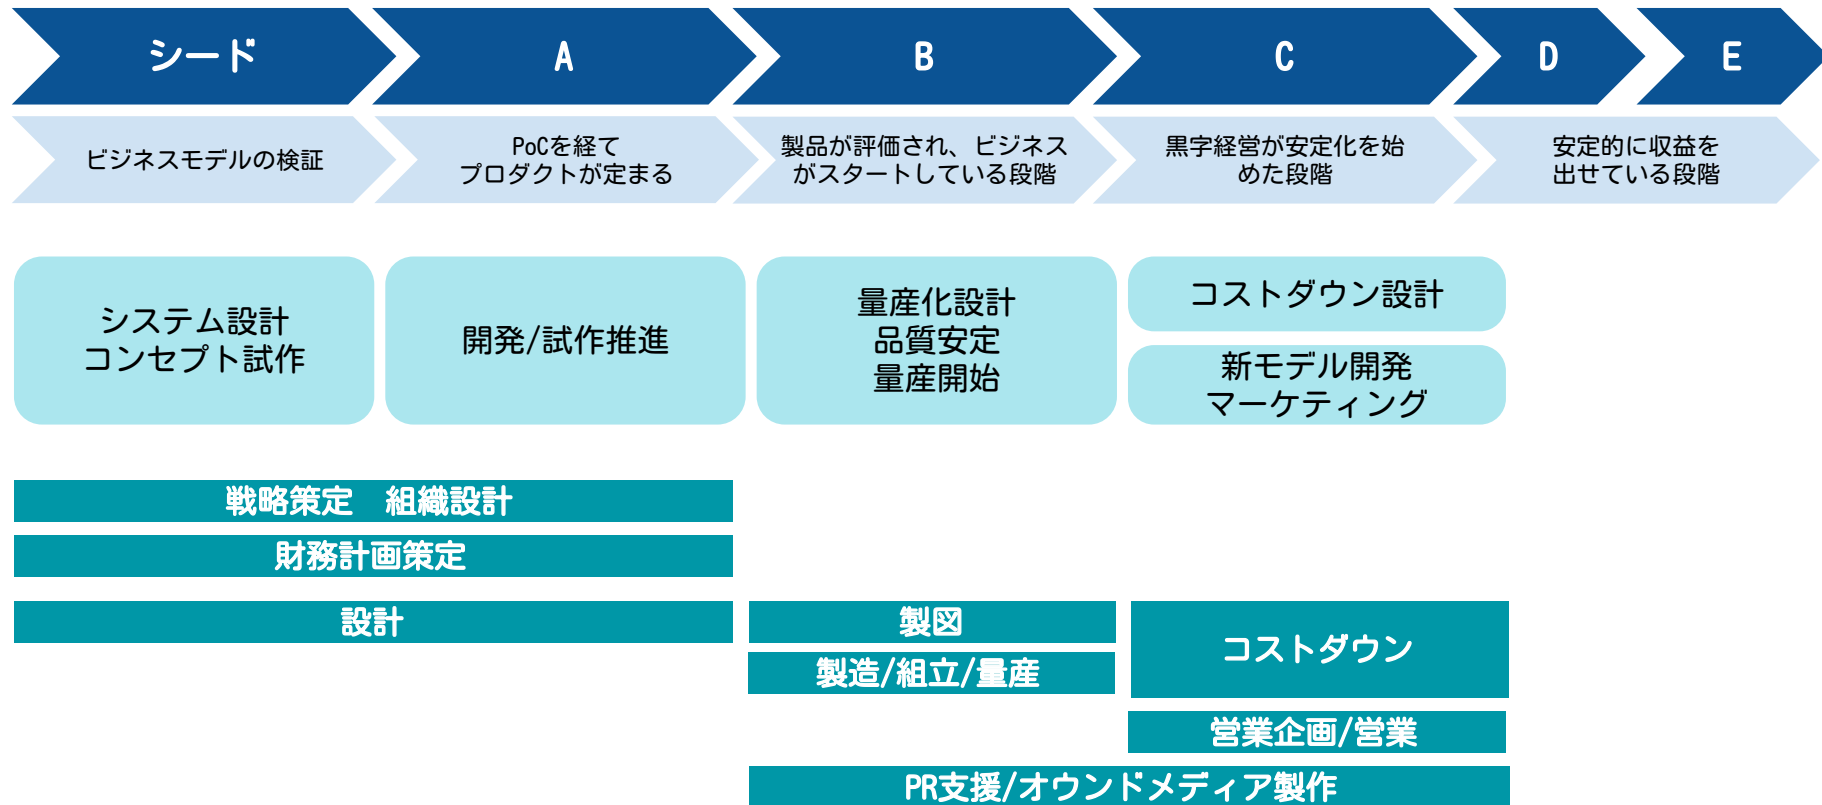 シード
A
B
C
D
E
ビジネスモデルの検証
PoCを経て
プロダクトが定まる
製品が評価され、ビジネス
がスタートしている段階
黒字経営が安定化を始
めた段階
安定的に収益を
出せている段階
システム設計
コンセプト試作
開発/試作推進
量産化設計
品質安定
量産開始
コストダウン設計
新モデル開発
マーケティング
戦略策定　組織設計
財務計画策定
設計
製図
コストダウン
製造/組立/量産
営業企画/営業
PR支援/オウンドメディア製作